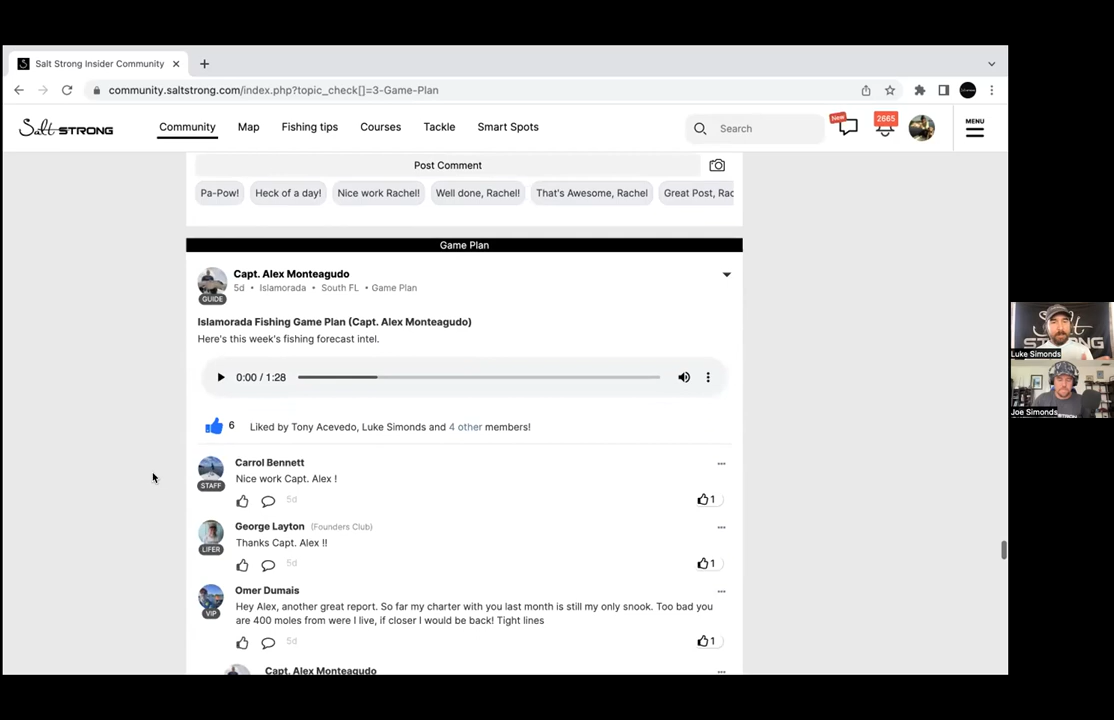 Salt Strong Insider Community
community.saltstrong.com/index.php?topic_check[]=3-Game-Plan
Salt STRONG
Community
Map
Fishing tips
Courses
Tackle
Smart Spots
Search
New
2665
MENU
Post Comment
Pa-Pow!
Heck of a day!
Nice work Rachel!
Well done, Rachel!
That's Awesome, Rachel
Great Post, Rac
Game Plan
Capt. Alex Monteagudo
5d • Islamorada • South FL • Game Plan
GUIDE
Islamorada Fishing Game Plan (Capt. Alex Monteagudo)
Here's this week's fishing forecast intel.
0:00 / 1:28
6 Liked by Tony Acevedo, Luke Simonds and 4 other members!
Carrol Bennett
Nice work Capt. Alex !
STAFF
5d
1
George Layton (Founders Club)
Thanks Capt. Alex !!
LIFER
5d
1
Omer Dumais
Hey Alex, another great report. So far my charter with you last month is still my only snook. Too bad you
are 400 moles from were I live, if closer I would be back! Tight lines
VIP
5d
1
Capt. Alex Monteagudo
Salt
STRONG
Luke Simonds
Joe Simonds